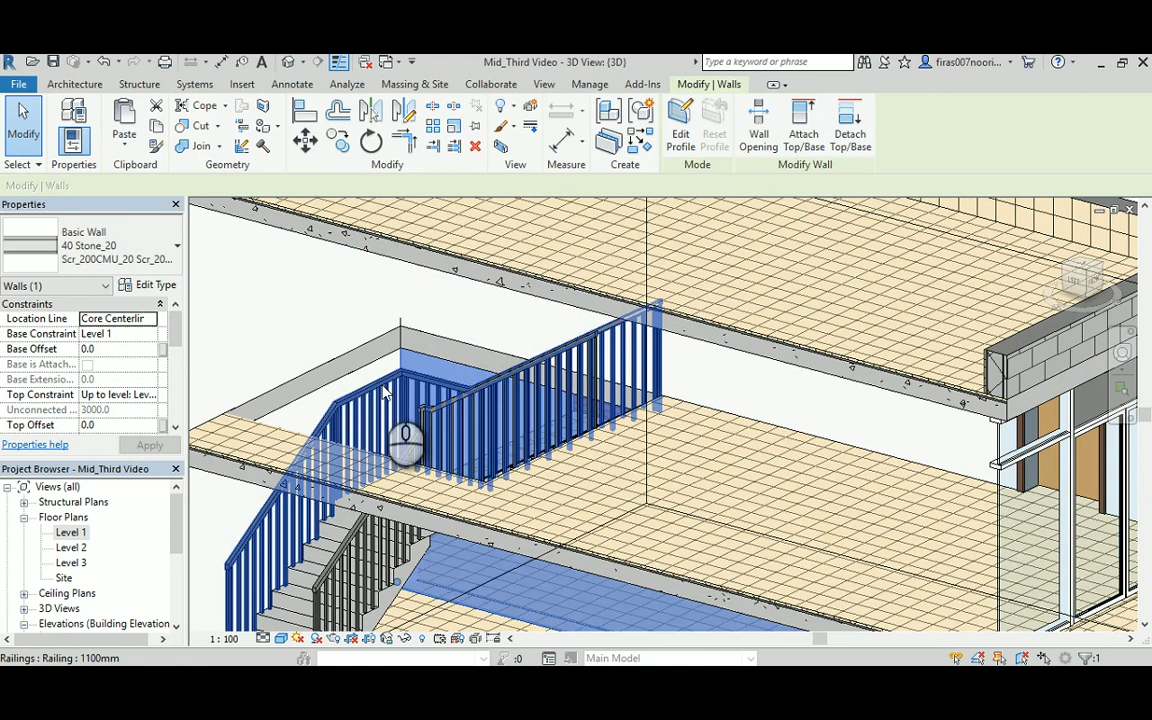 Mid_Third Video - 3D View: {3D}
Type a keyword or phrase
firas007noori...
File
Architecture
Structure
Systems
Insert
Annotate
Analyze
Massing & Site
Collaborate
View
Manage
Add-Ins
Modify | Walls
Modify
Paste
Cope
Cut
Join
Edit
Profile
Reset
Profile
Wall
Opening
Attach
Top/Base
Detach
Top/Base
Select
Properties
Clipboard
Geometry
Modify
View
Measure
Create
Mode
Modify Wall
Modify | Walls
Properties
Basic Wall
40 Stone_20
Scr_200CMU_20 Scr_20...
Walls (1)
Edit Type
Constraints
Location Line
Core Centerlir
Base Constraint
Level 1
Base Offset
0.0
Base is Attach...
Base Extensio...
0.0
Top Constraint
Up to level: Lev...
Unconnected ...
3000.0
Top Offset
0.0
Properties help
Apply
Project Browser - Mid_Third Video
Views (all)
Structural Plans
Floor Plans
Level 1
Level 2
Level 3
Site
Ceiling Plans
3D Views
Elevations (Building Elevation
1 : 100
Railings : Railing : 1100mm
:0
Main Model
:1